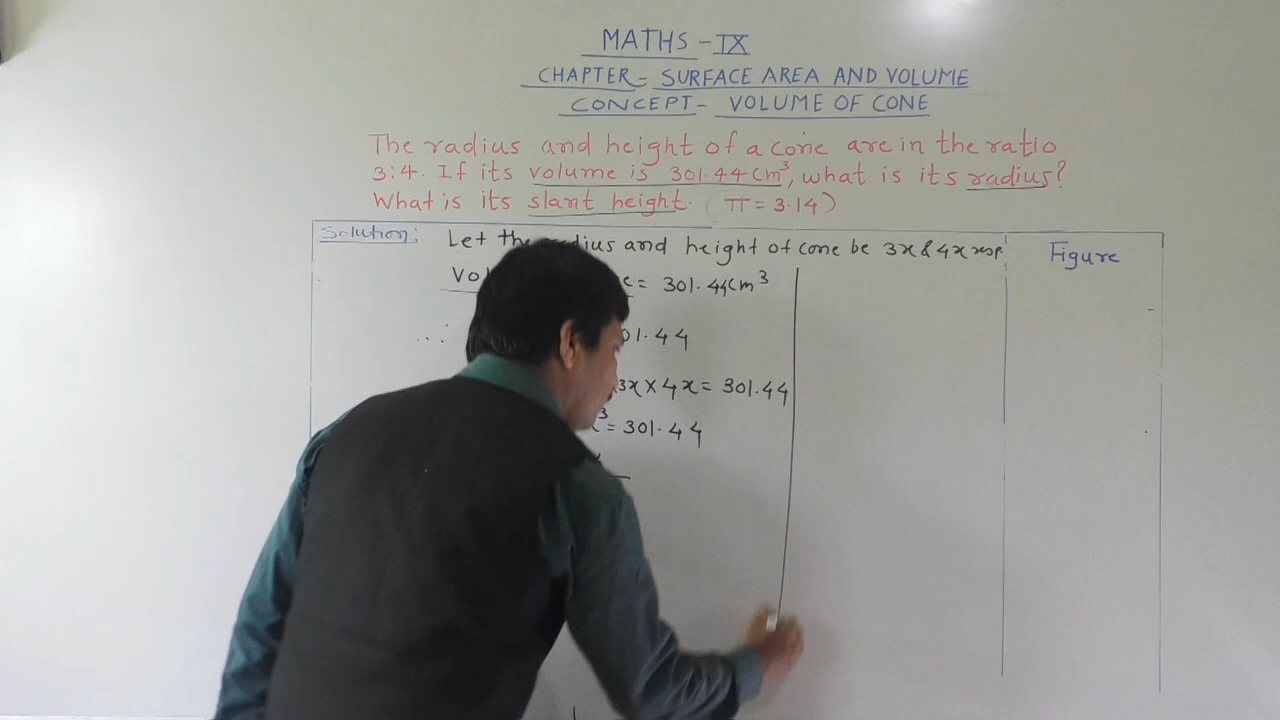 MATHS - IX
CHAPTER - SURFACE AREA AND VOLUME
CONCEPT - VOLUME OF CONE
The radius and height of a cone are in the ratio
3:4. If its volume is 301.44 cm³, what is its radius?
What is its slant height. (π = 3.14)
Solution: Let the radius and height of cone be 3x & 4x resp. Figure
= 301.44 cm³
∴ 01.44
3x × 4x = 301.44
³ = 301.44